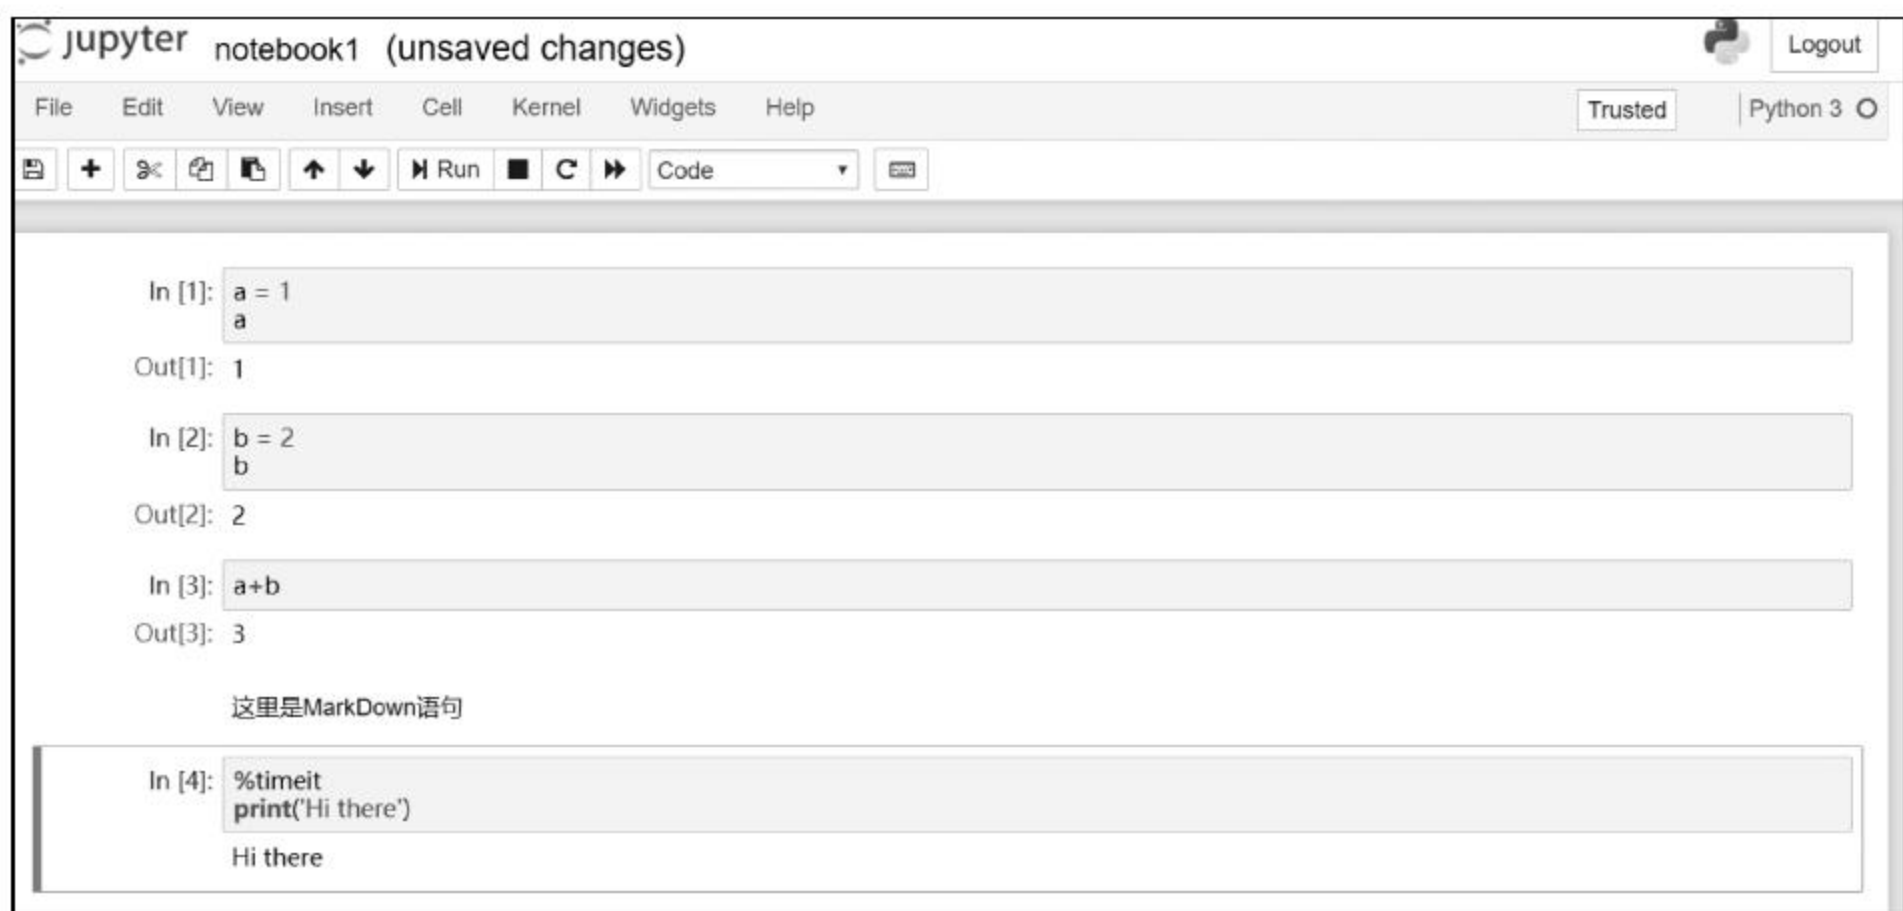 jupyter notebook1 (unsaved changes) Logout
File Edit View Insert Cell Kernel Widgets Help Trusted Python 3
Run Code
In [1]: a = 1
a
Out[1]: 1
In [2]: b = 2
b
Out[2]: 2
In [3]: a+b
Out[3]: 3
这里是MarkDown语句
In [4]: %timeit
print('Hi there')
Hi there